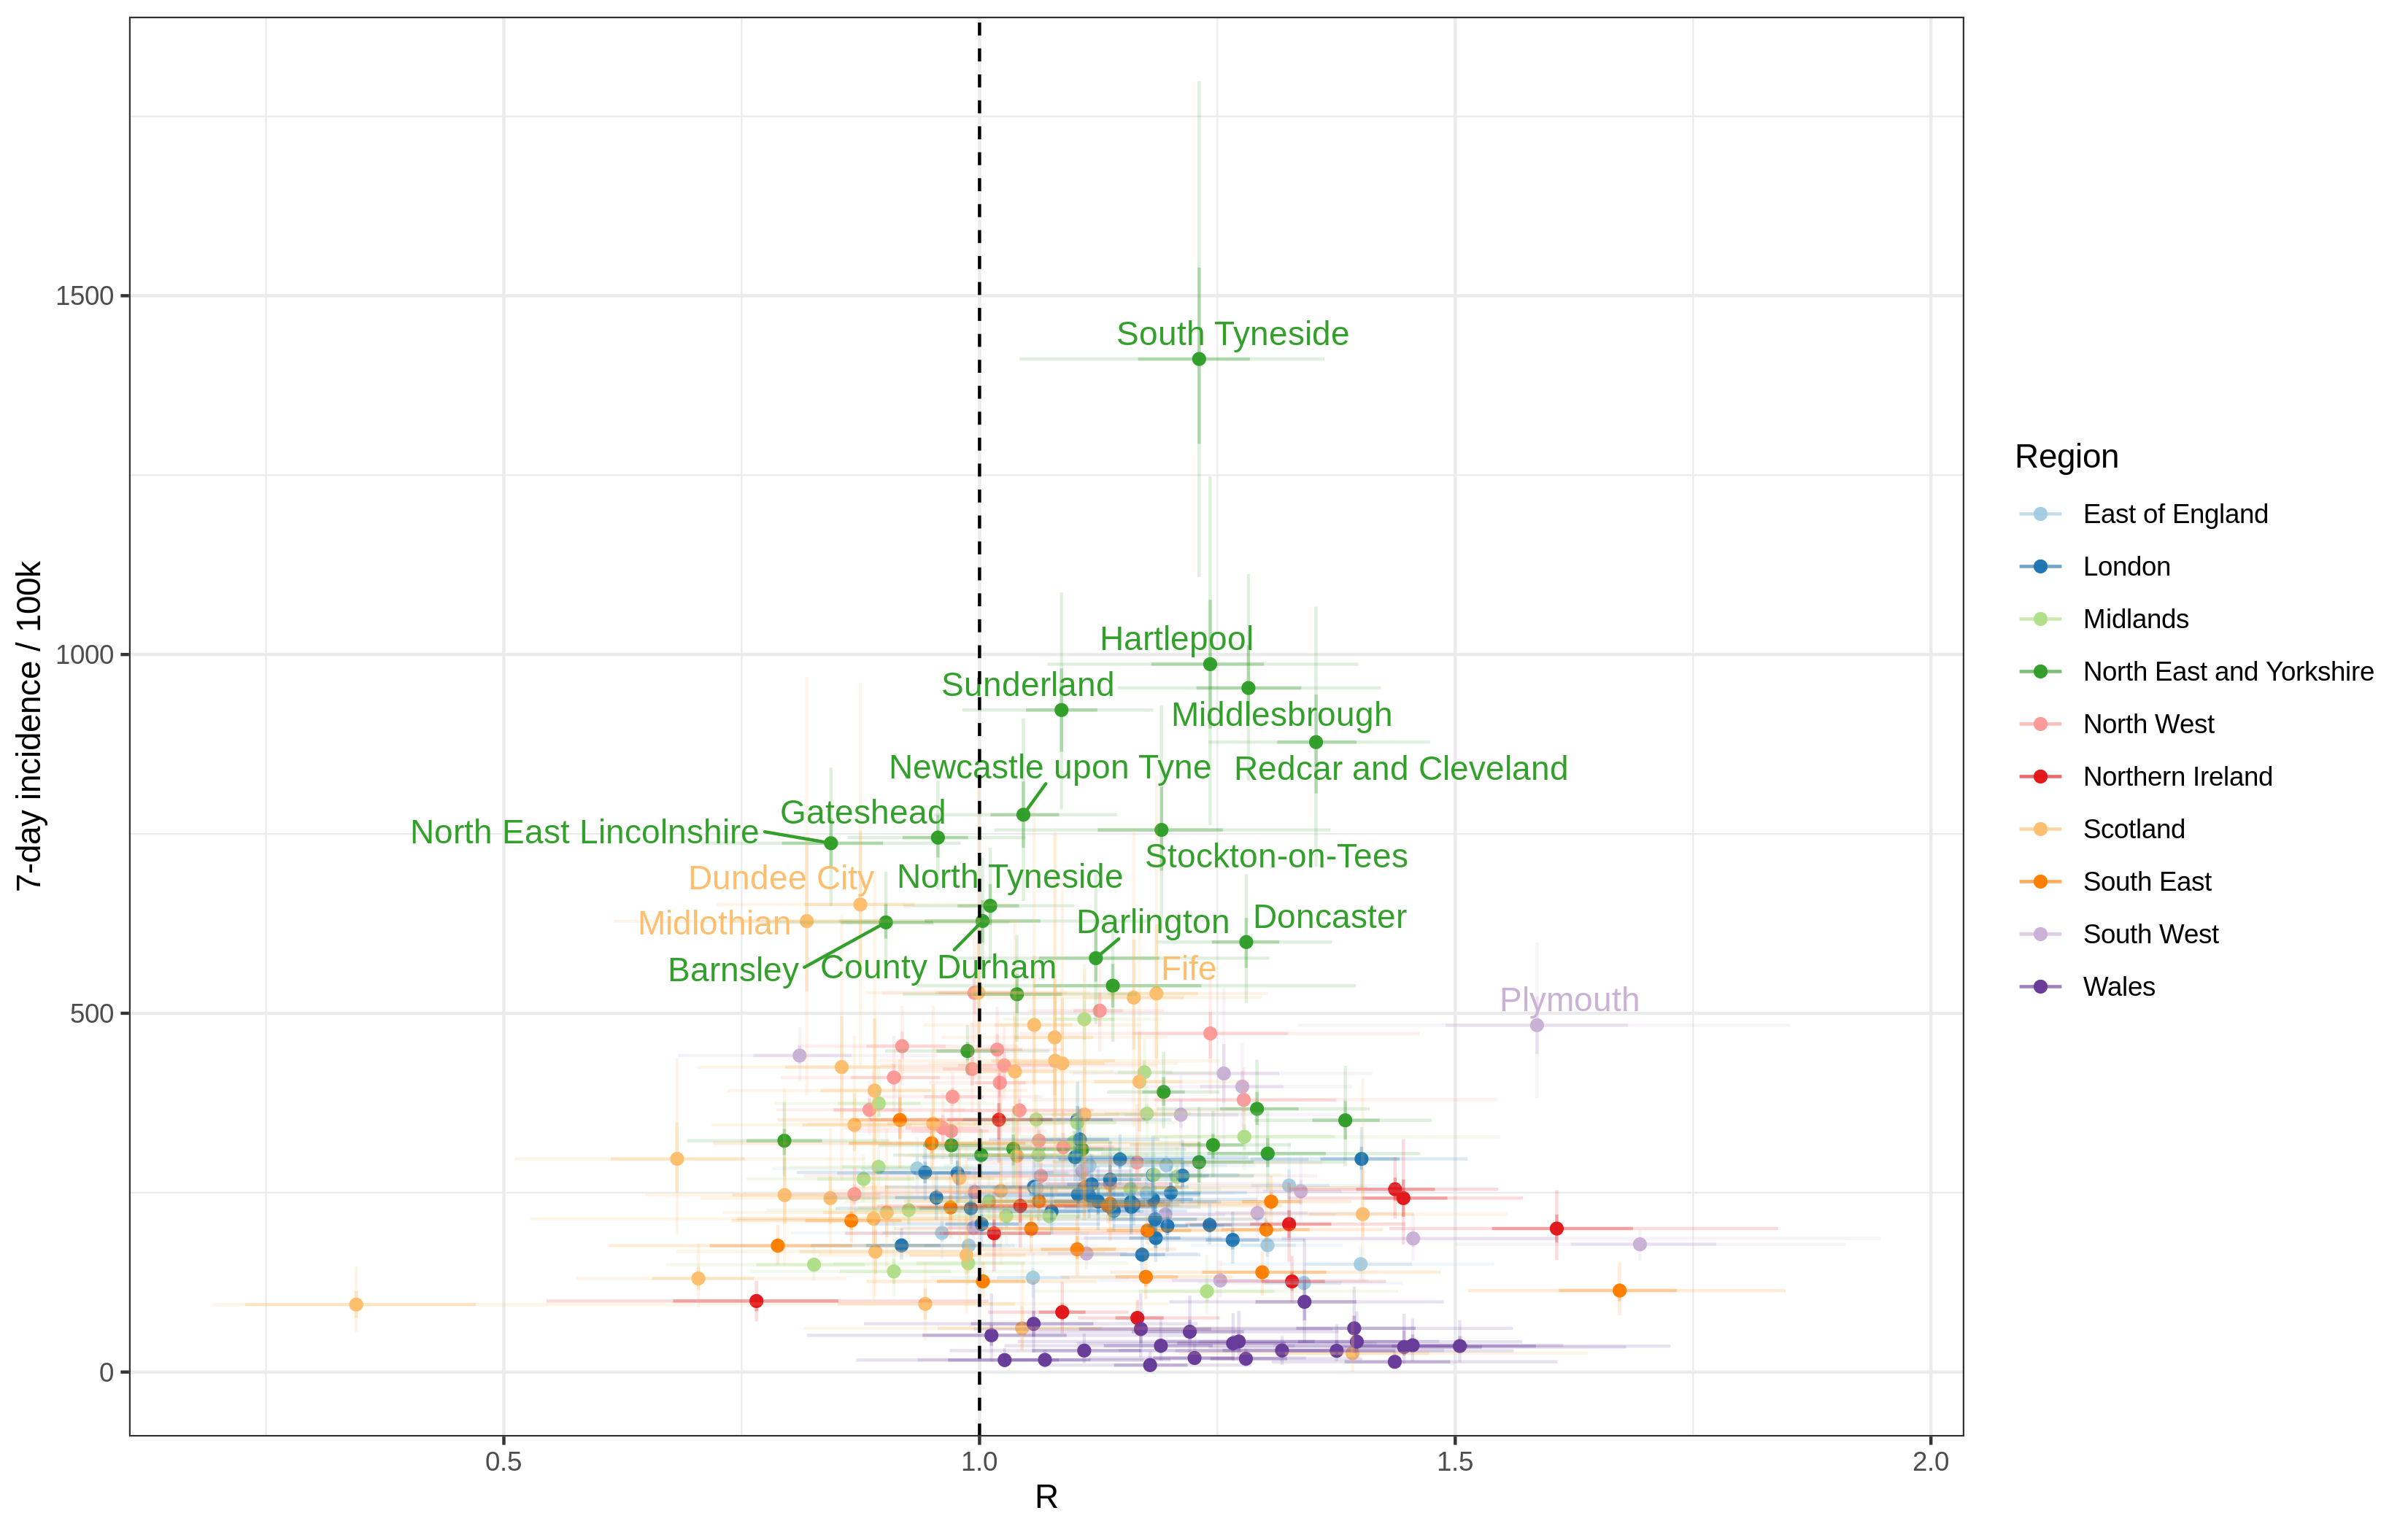 1500
1000
500
0
7-day incidence / 100k
South Tyneside
Hartlepool
Sunderland
Middlesbrough
Newcastle upon Tyne
Redcar and Cleveland
Gateshead
North East Lincolnshire
Stockton-on-Tees
Dundee City
North Tyneside
Midlothian
Darlington
Doncaster
Barnsley
County Durham
Fife
Plymouth
0.5
1.0
1.5
2.0
R
Region
East of England
London
Midlands
North East and Yorkshire
North West
Northern Ireland
Scotland
South East
South West
Wales